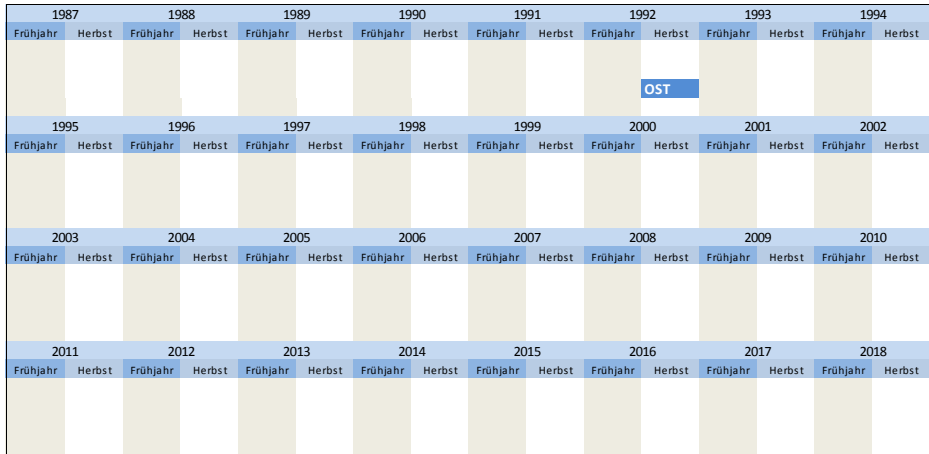 1987 1988 1989 1990 1991 1992 1993 1994
Frühjahr Herbst Frühjahr Herbst Frühjahr Herbst Frühjahr Herbst Frühjahr Herbst Frühjahr Herbst Frühjahr Herbst Frühjahr Herbst
OST
1995 1996 1997 1998 1999 2000 2001 2002
Frühjahr Herbst Frühjahr Herbst Frühjahr Herbst Frühjahr Herbst Frühjahr Herbst Frühjahr Herbst Frühjahr Herbst Frühjahr Herbst
2003 2004 2005 2006 2007 2008 2009 2010
Frühjahr Herbst Frühjahr Herbst Frühjahr Herbst Frühjahr Herbst Frühjahr Herbst Frühjahr Herbst Frühjahr Herbst Frühjahr Herbst
2011 2012 2013 2014 2015 2016 2017 2018
Frühjahr Herbst Frühjahr Herbst Frühjahr Herbst Frühjahr Herbst Frühjahr Herbst Frühjahr Herbst Frühjahr Herbst Frühjahr Herbst